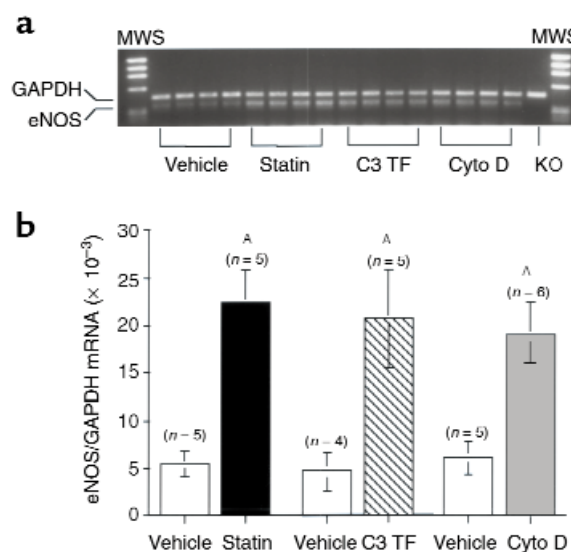 a
MWS MWS
GAPDH
eNOS
Vehicle Statin C3 TF Cyto D KO
b
eNOS/GAPDH mRNA (× 10⁻³)
30
25
20
15
10
5
0
(n – 5)
A
(n = 5)
(n – 4)
A
(n = 5)
(n = 5)
A
(n – 6)
Vehicle Statin Vehicle C3 TF Vehicle Cyto D